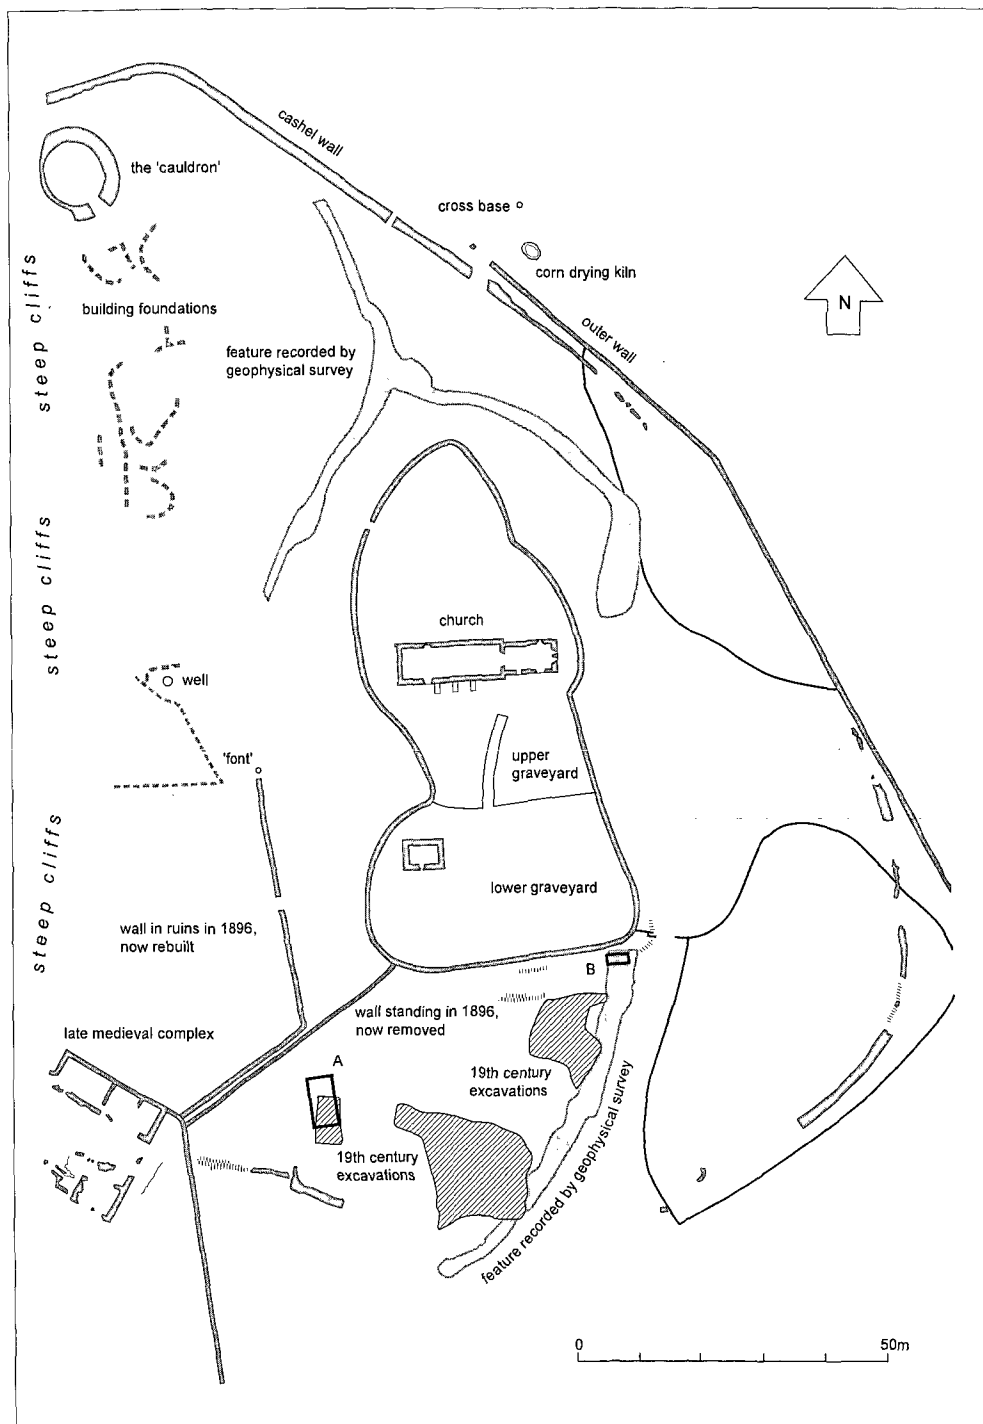 cashel wall
the 'cauldron'
cross base
corn drying kiln
steep cliffs
building foundations
N
outer wall
feature recorded by
geophysical survey
steep cliffs
church
well
'font'
upper
graveyard
steep cliffs
lower graveyard
wall in ruins in 1896,
now rebuilt
B
wall standing in 1896,
now removed
late medieval complex
A
19th century
excavations
19th century
excavations
feature recorded by geophysical survey
0 50m